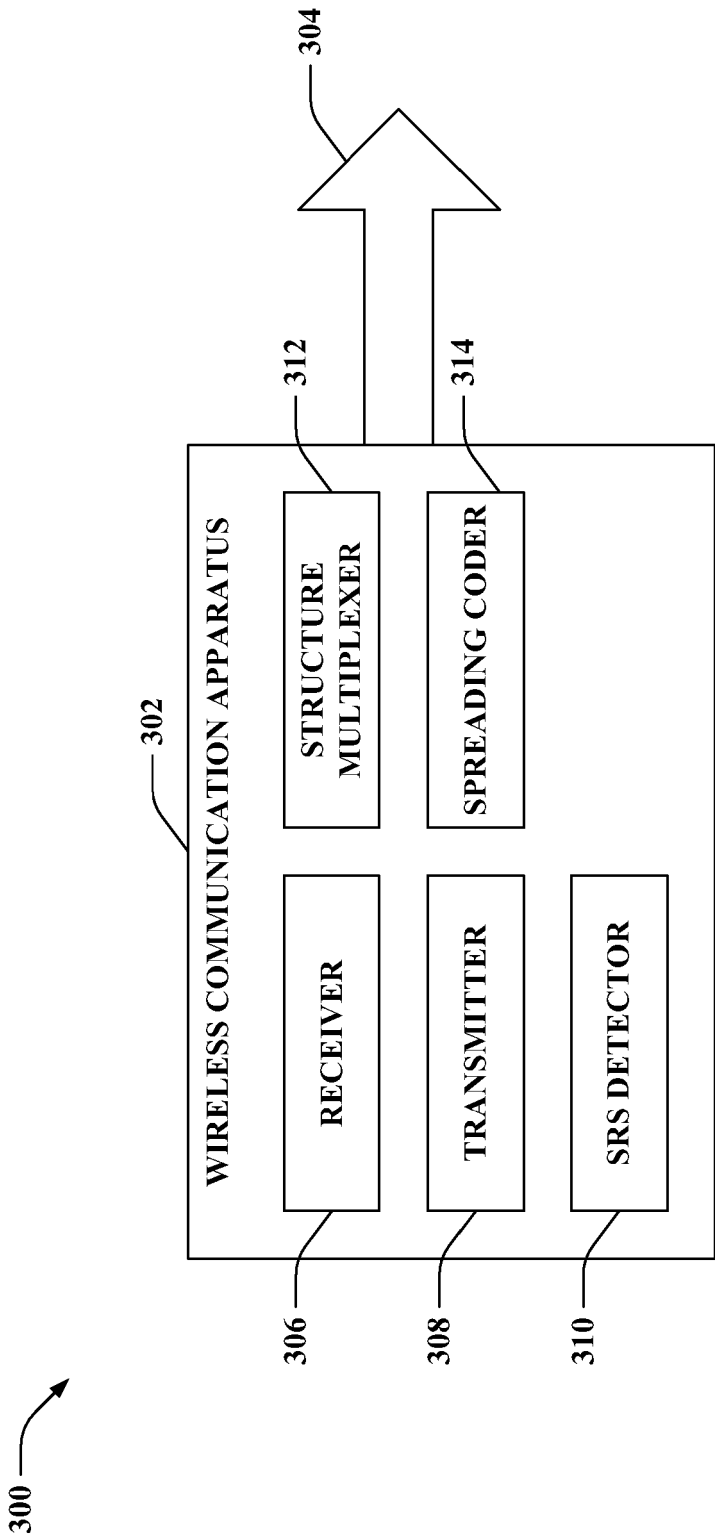 300
302
304
WIRELESS COMMUNICATION APPARATUS
306
RECEIVER
STRUCTURE
MULTIPLEXER
312
308
TRANSMITTER
SPREADING CODER
314
310
SRS DETECTOR